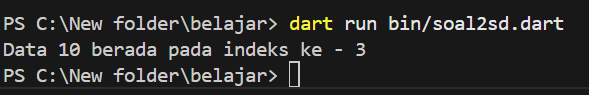 PS C:\New folder\belajar> dart run bin/soal2sd.dart
Data 10 berada pada indeks ke - 3
PS C:\New folder\belajar>